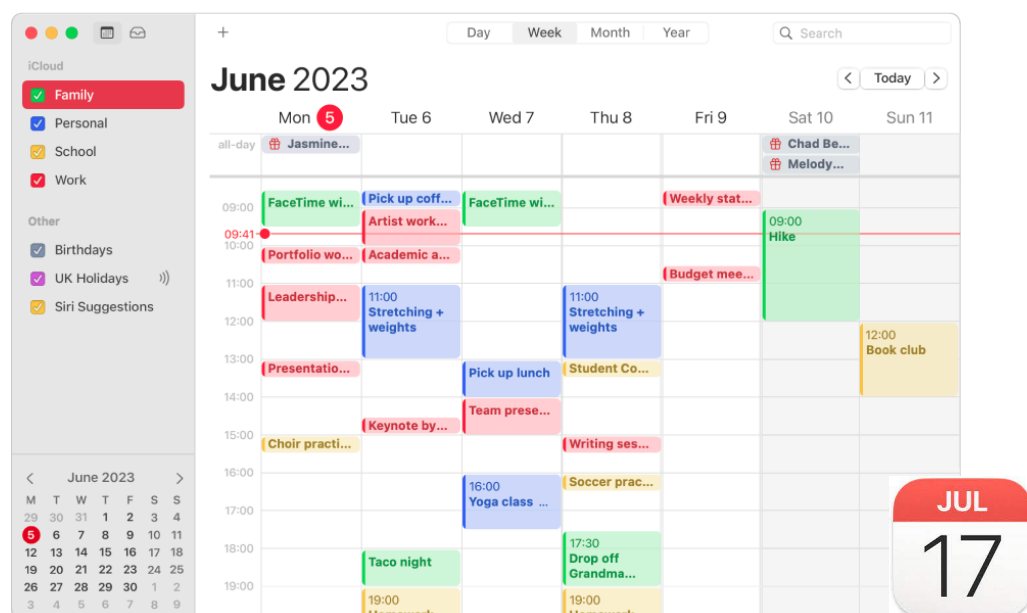 Day Week Month Year
Search
iCloud
Family
Personal
School
Work
Other
Birthdays
UK Holidays
Siri Suggestions
June 2023
M T W T F S S
29 30 31 1 2 3 4
5 6 7 8 9 10 11
12 13 14 15 16 17 18
19 20 21 22 23 24 25
26 27 28 29 30 1 2
3 4 5 6 7 8 9
June 2023
Today
Mon 5 Tue 6 Wed 7 Thu 8 Fri 9 Sat 10 Sun 11
all-day Jasmine... Chad Be...
Melody...
FaceTime wi... Pick up coff... FaceTime wi... Weekly stat...
09:00 Artist work... 09:00
Hike
09:41
10:00
Portfolio wo... Academic a...
Budget mee...
11:00
Leadership... 11:00 11:00
Stretching + Stretching +
weights weights
12:00
12:00
Book club
13:00
Presentatio... Pick up lunch Student Co...
14:00
Team prese...
Keynote by...
15:00
Choir practi... Writing ses...
16:00
16:00 Soccer prac...
Yoga class ...
17:00
17:30
Drop off
Grandma...
18:00
Taco night
19:00
19:00 19:00
JUL
17